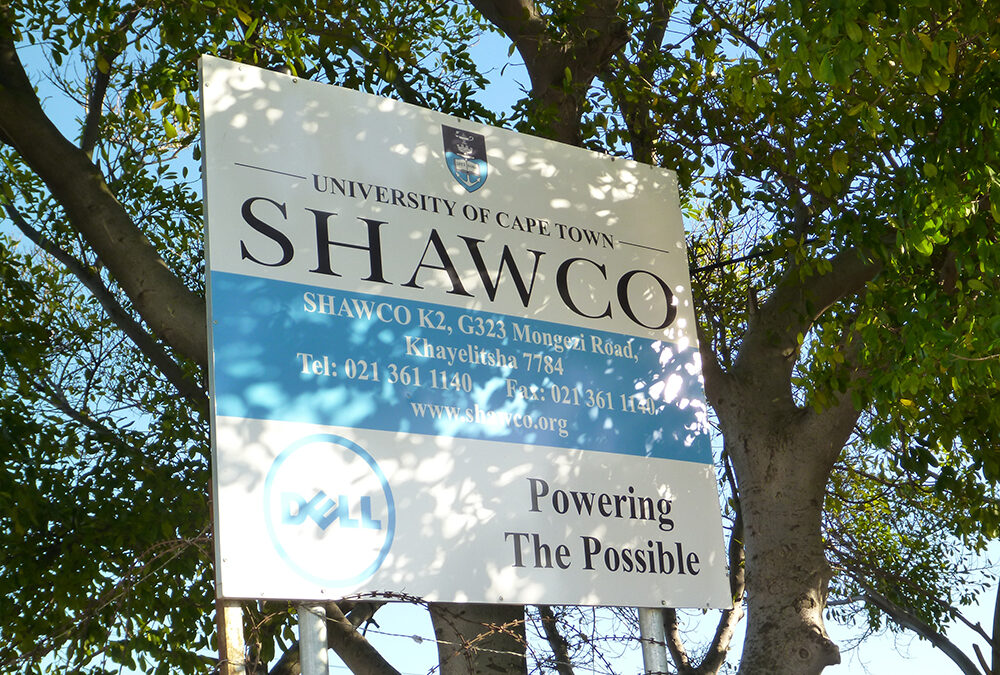 UNIVERSITY OF CAPE TOWN
SHAWCO
SHAWCO K2, G323 Mongezi Road,
Khayelitsha 7784
Tel: 021 361 1140 Fax: 021 361 1140
www.shawco.org
DELL
Powering
The Possible